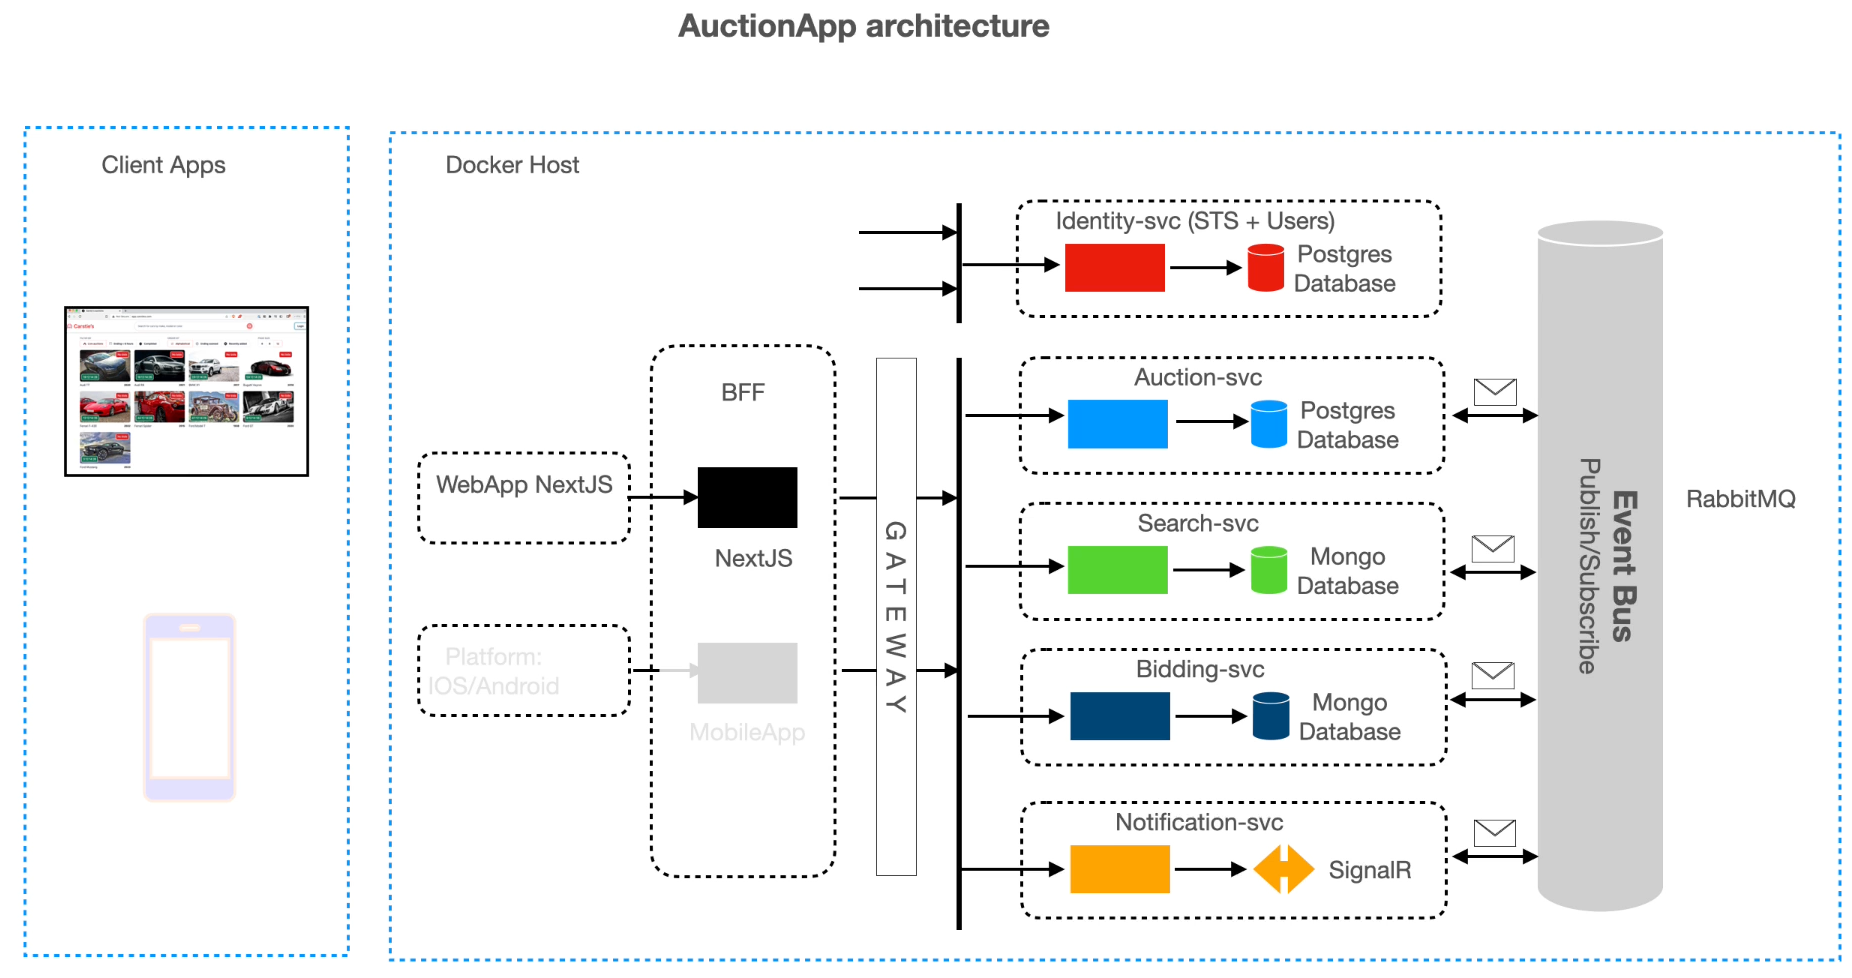 AuctionApp architecture
Client Apps
Carsties
Docker Host
Identity-svc (STS + Users)
Postgres
Database
BFF
WebApp NextJS
NextJS
Platform:
IOS/Android
MobileApp
GATEWAY
Auction-svc
Postgres
Database
Search-svc
Mongo
Database
Bidding-svc
Mongo
Database
Notification-svc
SignalR
Event Bus
Publish/Subscribe
RabbitMQ